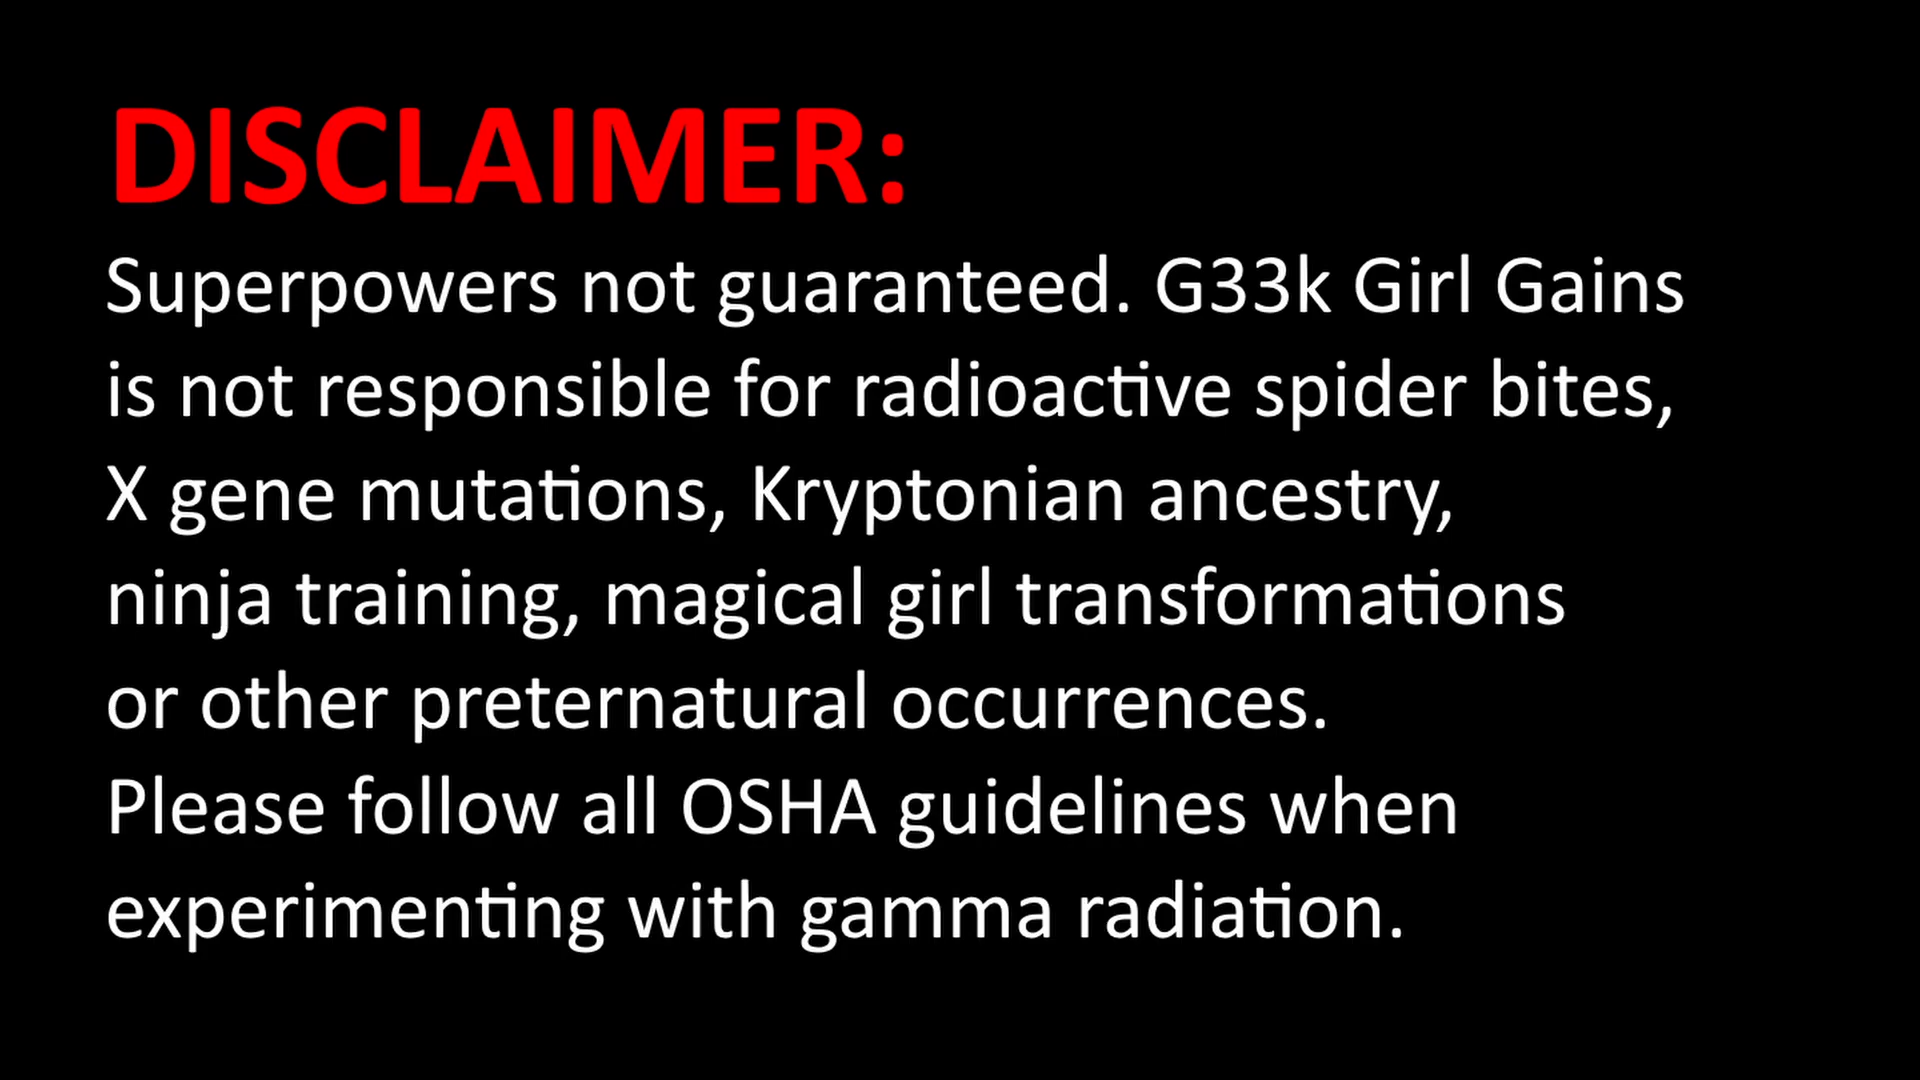 DISCLAIMER:
Superpowers not guaranteed. G33k Girl Gains
is not responsible for radioactive spider bites,
X gene mutations, Kryptonian ancestry,
ninja training, magical girl transformations
or other preternatural occurrences.
Please follow all OSHA guidelines when
experimenting with gamma radiation.